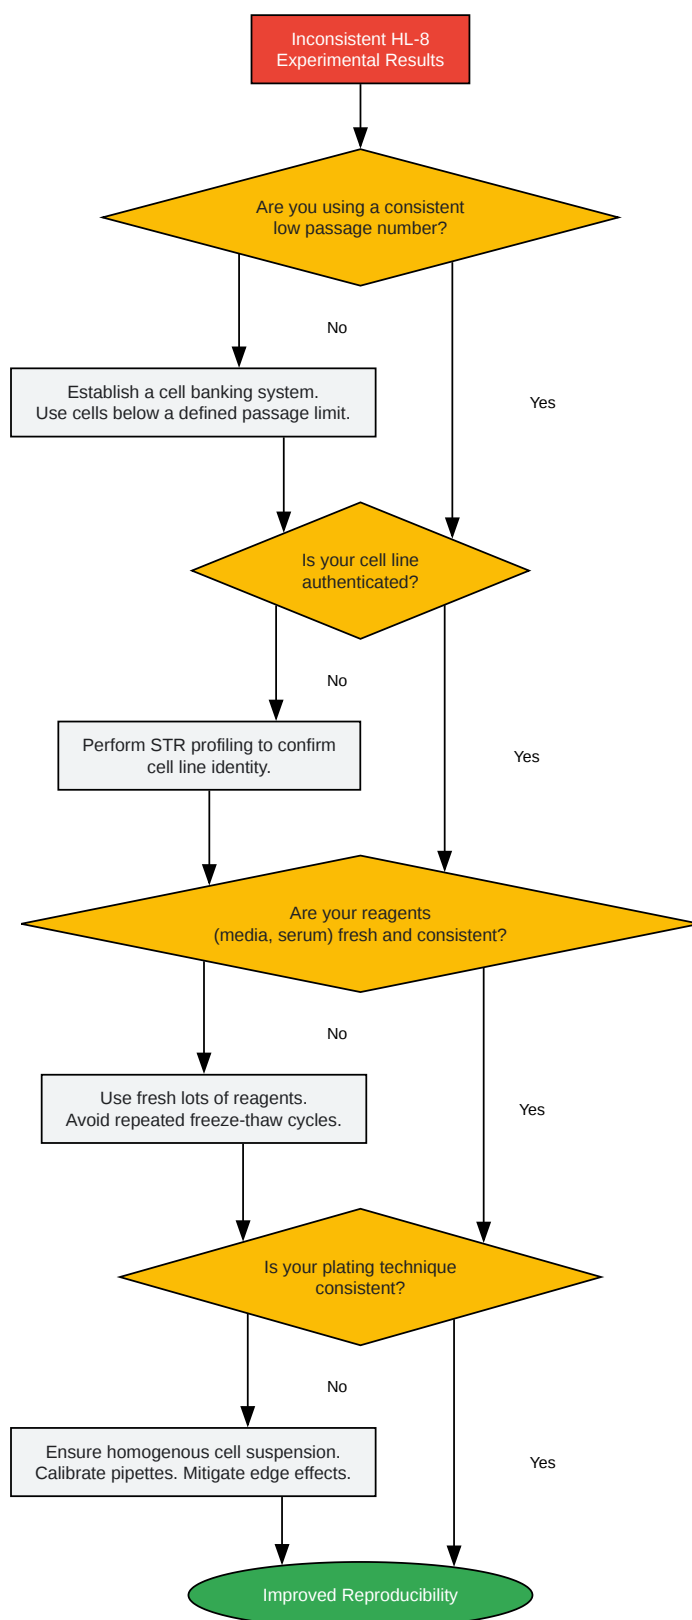 Inconsistent HL-8
Experimental Results
Are you using a consistent
low passage number?
No
Establish a cell banking system.
Use cells below a defined passage limit.
Yes
Is your cell line
authenticated?
No
Perform STR profiling to confirm
cell line identity.
Yes
Are your reagents
(media, serum) fresh and consistent?
No
Use fresh lots of reagents.
Avoid repeated freeze-thaw cycles.
Yes
Is your plating technique
consistent?
No
Ensure homogenous cell suspension.
Calibrate pipettes. Mitigate edge effects.
Yes
Improved Reproducibility